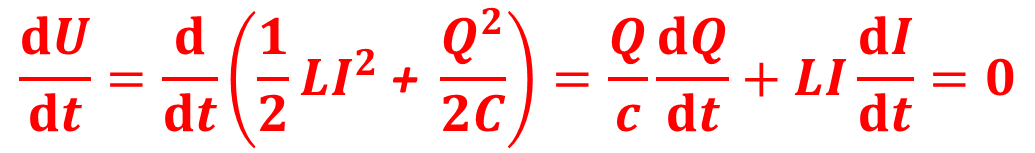 dU/dt = d/dt (1/2 LI² + Q²/2C) = Q/c dQ/dt + LI dI/dt = 0